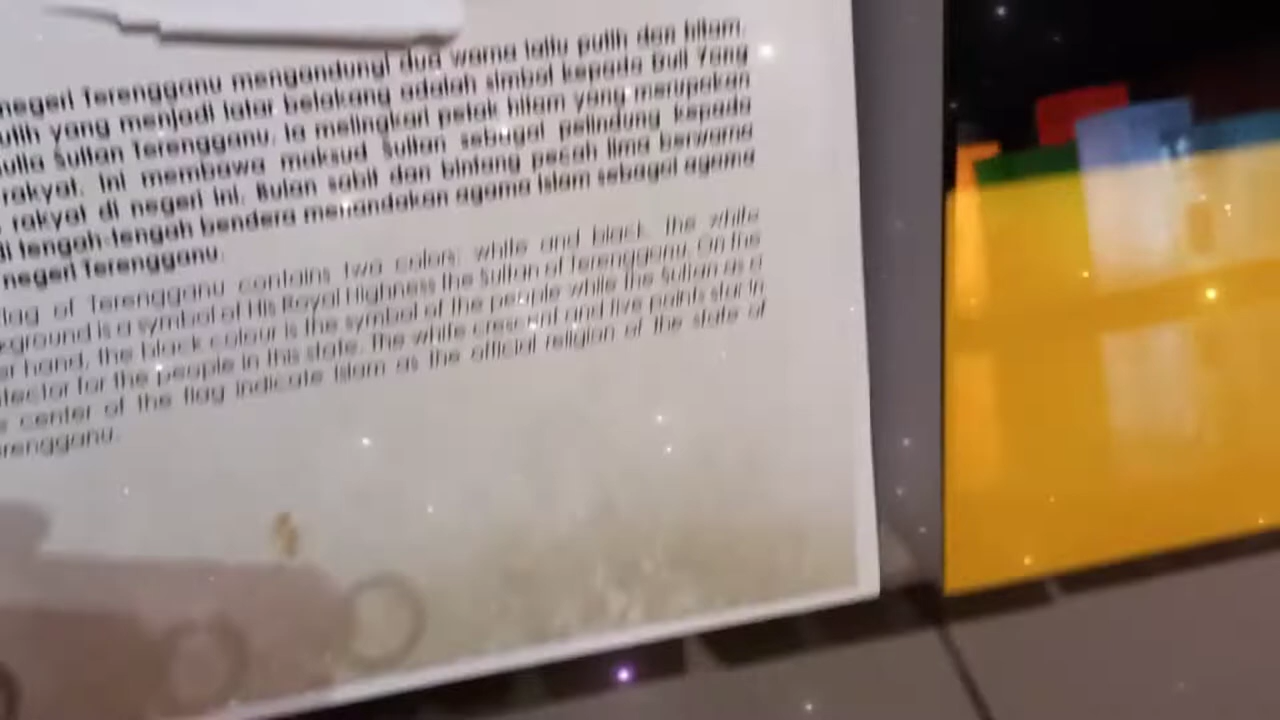 negeri Terengganu mengandungi dua warna iaitu putih dan hitam.
putih yang menjadi latar belakang adalah simbol kepada Duli Yang
Sultan Terengganu. Ia melingkari petak hitam yang merupakan
rakyat. Ini membawa maksud Sultan sebagai pelindung kepada
rakyat di negeri ini. Bulan sabit dan bintang pecah lima berwarna
di tengah-tengah bendera menandakan agama Islam sebagai agama
negeri Terengganu.
flag of Terengganu contains two colors: white and black. The white
kground is a symbol of His Royal Highness the Sultan of Terengganu. On the
er hand, the black colour is the symbol of the people while the Sultan as a
tector for the people in this state. The white crescent and five points star in
e center of the flag indicate Islam as the official religion of the state of
erengganu.